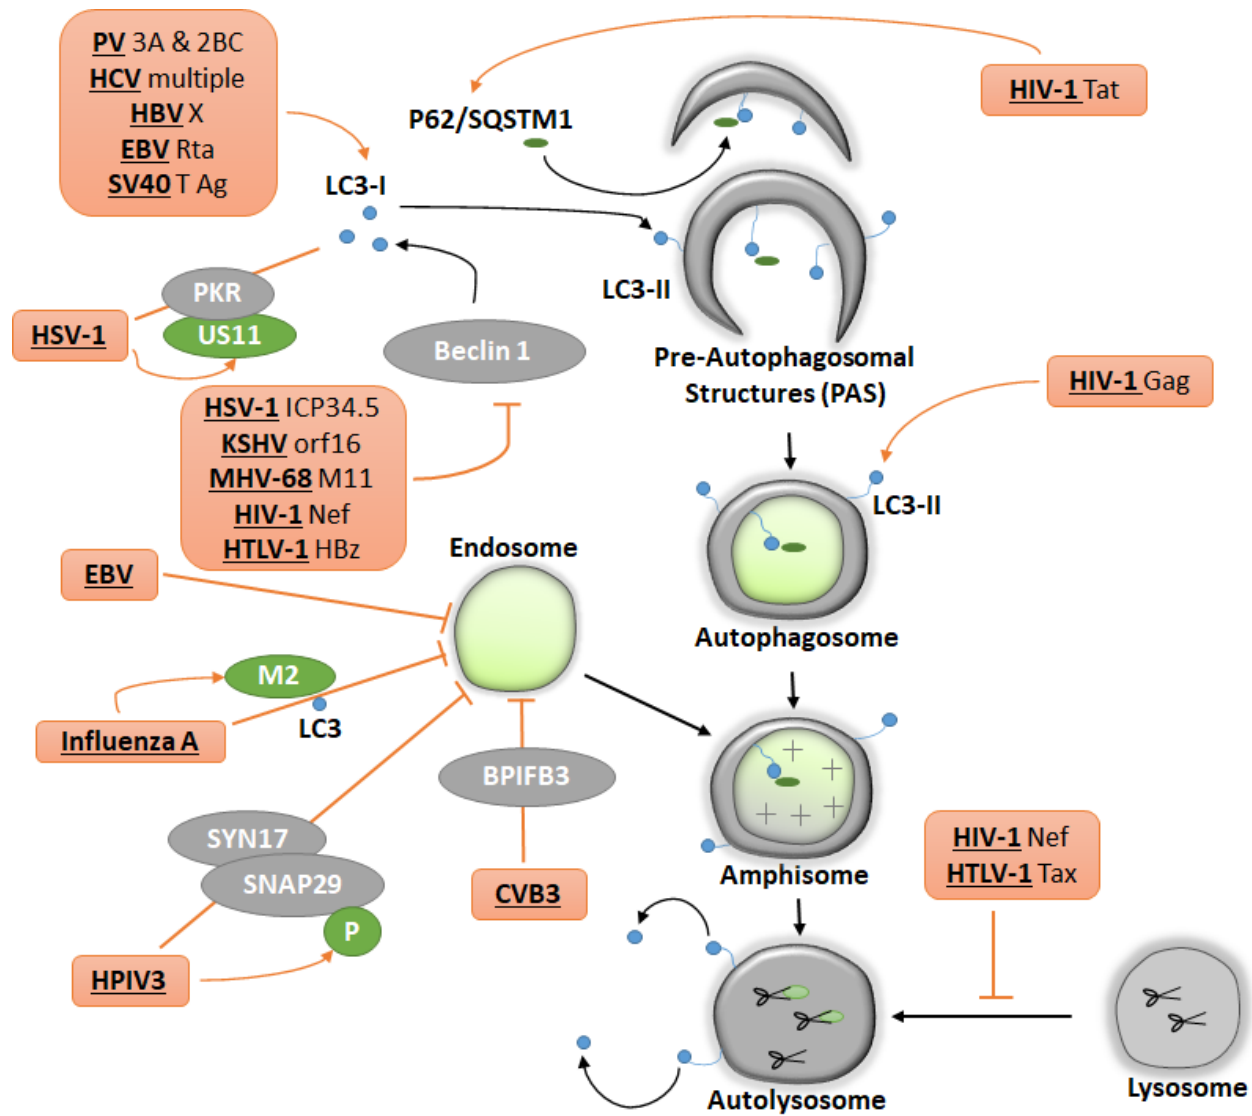 PV 3A & 2BC
HCV multiple
HBV X
EBV Rta
SV40 T Ag
P62/SQSTM1
HIV-1 Tat
LC3-I
LC3-II
PKR
US11
HSV-1
Beclin 1
Pre-Autophagosomal
Structures (PAS)
HIV-1 Gag
HSV-1 ICP34.5
KSHV orf16
MHV-68 M11
HIV-1 Nef
HTLV-1 HBz
LC3-II
Endosome
EBV
Autophagosome
M2
LC3
Influenza A
BPIFB3
SYN17
SNAP29
P
CVB3
HPIV3
Amphisome
HIV-1 Nef
HTLV-1 Tax
Autolysosome
Lysosome